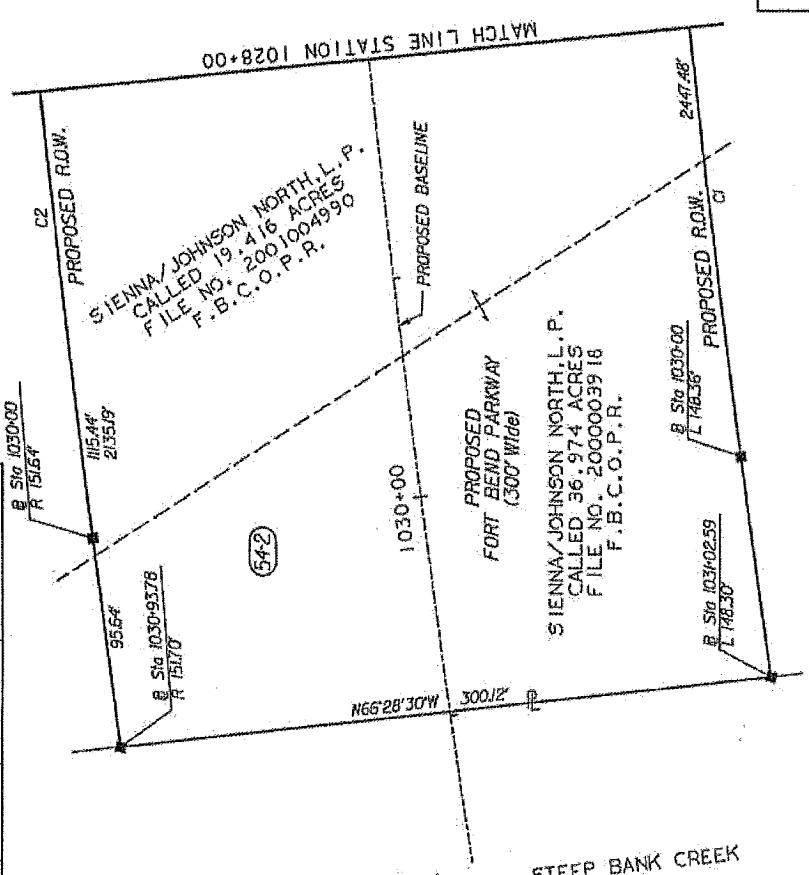 MATCH LINE STATION 1028+00
C2
PROPOSED R.O.W.
SIENNA/JOHNSON NORTH, L.P.
CALLED 19.416 ACRES
FILE NO. 2001004990
F.B.C.O.P.R.
PROPOSED BASELINE
2447.48'
PROPOSED R.O.W.
C1
B Sta 1030+00
R 151.64'
1115.44'
2135.19'
B Sta 1030+00
L 148.36'
PROPOSED
FORT BEND PARKWAY
(300' Wide)
1030+00
54-2
SIENNA/JOHNSON NORTH, L.P.
CALLED 36.974 ACRES
FILE NO. 2000003918
F.B.C.O.P.R.
95.64'
B Sta 1030+93.78
R 151.70'
B Sta 1031+02.59
L 148.30'
N66°28'30"W
300.12'
PL
STEEP BANK CREEK